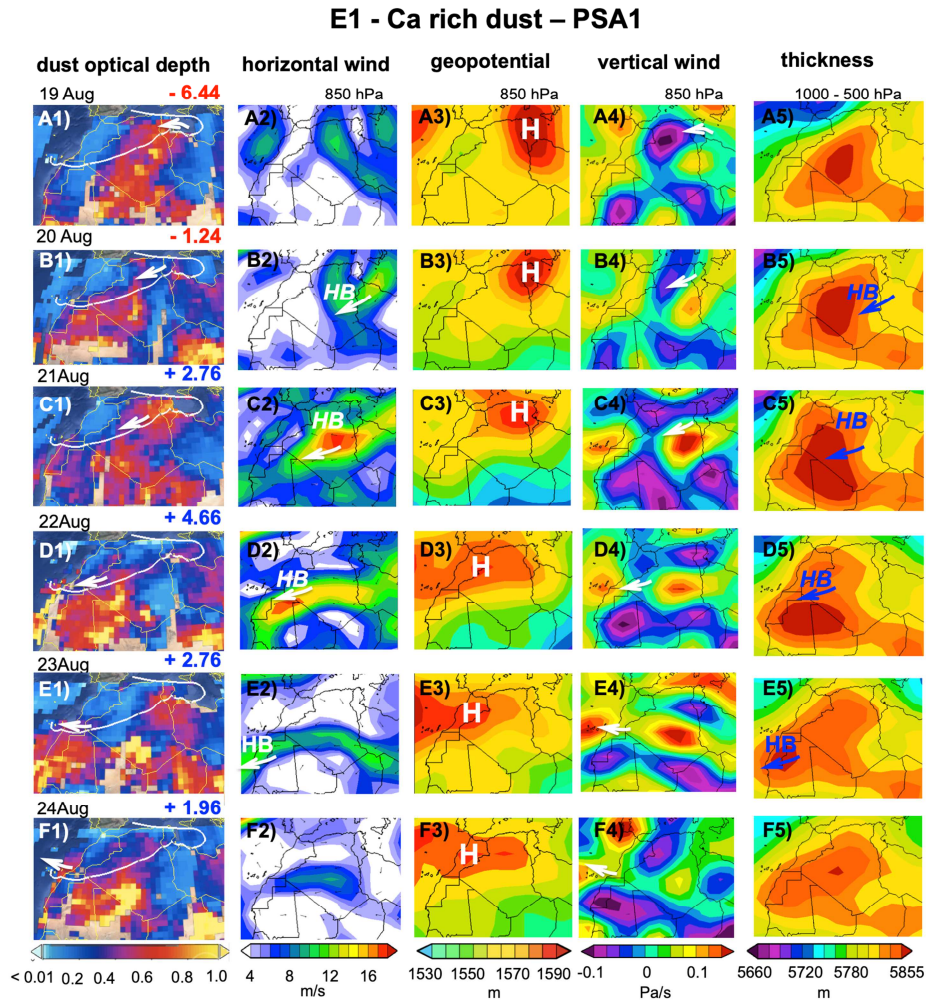 E1 - Ca rich dust – PSA1
dust optical depth horizontal wind geopotential vertical wind thickness
19 Aug - 6.44 850 hPa 850 hPa 850 hPa 1000 - 500 hPa
A1) A2) A3) H A4) A5)
20 Aug - 1.24
B1) B2) HB B3) H B4) B5) HB
21Aug + 2.76
C1) C2) HB C3) H C4) C5) HB
22Aug + 4.66
D1) D2) HB D3) H D4) D5) HB
23Aug + 2.76
E1) E2) HB E3) H E4) E5) HB
24Aug + 1.96
F1) F2) F3) H F4) F5)
< 0.01 0.2 0.4 0.6 0.8 1.0 4 8 12 16 1530 1550 1570 1590 -0.1 0 0.1 5660 5720 5780 5855
m/s m Pa/s m